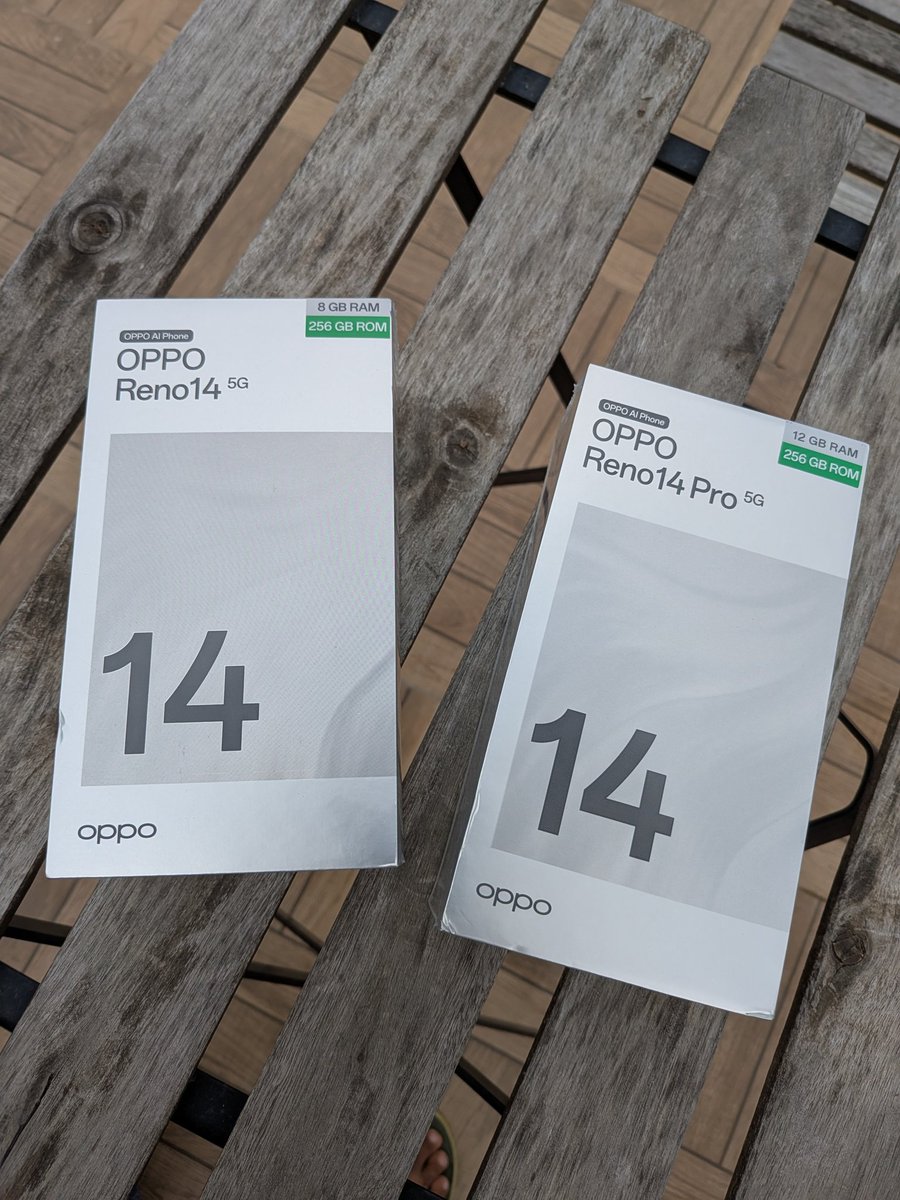 8 GB RAM
256 GB ROM
OPPO AI Phone
OPPO
Reno14 5G
14
oppo
12 GB RAM
256 GB ROM
OPPO AI Phone
OPPO
Reno14 Pro 5G
14
oppo